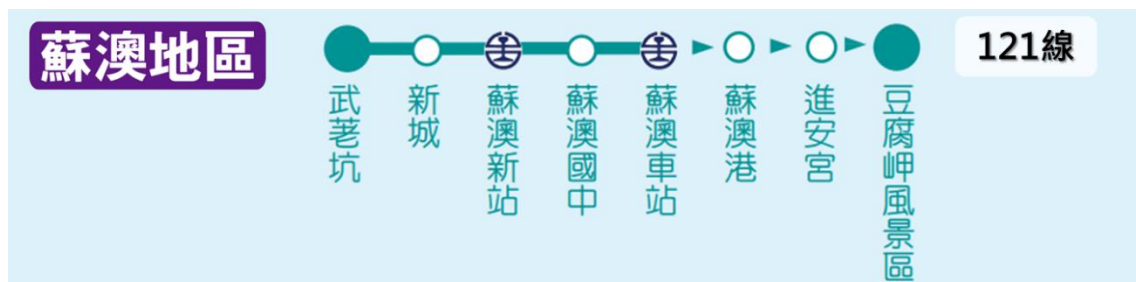 蘇澳地區
121線
武荖坑
新城
蘇澳新站
蘇澳國中
蘇澳車站
蘇澳港
進安宮
豆腐岬風景區